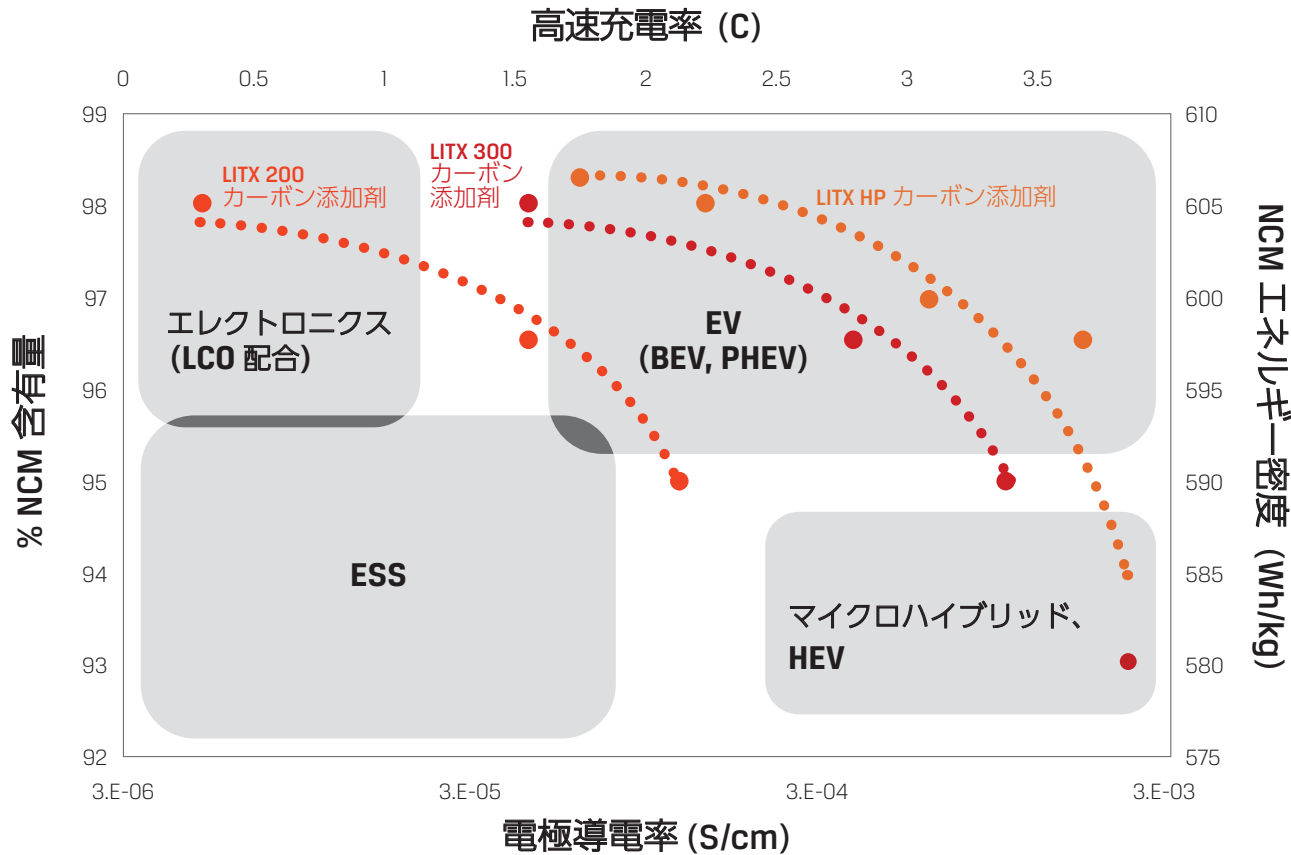 高速充電率 (C)
0 0.5 1 1.5 2 2.5 3 3.5
99
98
97
96
95
94
93
92
% NCM 含有量
LITX 200
カーボン添加剤
LITX 300
カーボン
添加剤
LITX HP カーボン添加剤
エレクトロニクス
(LCO 配合)
EV
(BEV, PHEV)
ESS
マイクロハイブリッド、
HEV
610
605
600
595
590
585
580
575
NCM エネルギー密度 (Wh/kg)
3.E-06 3.E-05 3.E-04 3.E-03
電極導電率 (S/cm)